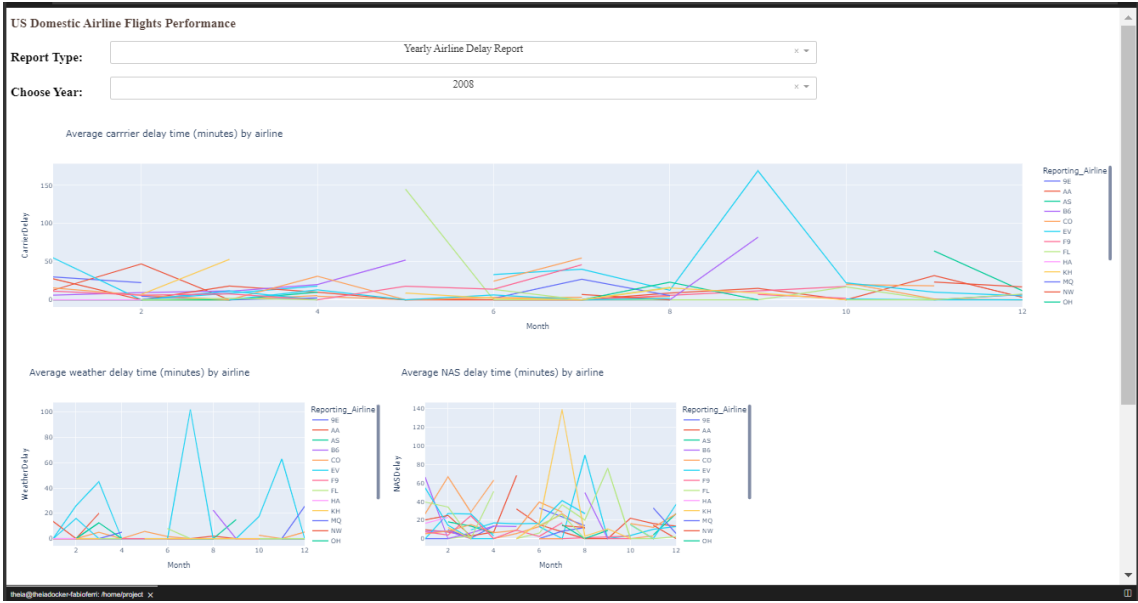 US Domestic Airline Flights Performance
Report Type:
Yearly Airline Delay Report
× ▾
Choose Year:
2008
× ▾
Average carrrier delay time (minutes) by airline
CarrierDelay
150
100
50
0
2
4
6
8
10
12
Month
Reporting_Airline
9E
AA
AS
B6
CO
EV
F9
FL
HA
KH
MQ
NW
OH
Average weather delay time (minutes) by airline
WeatherDelay
100
80
60
40
20
0
2
4
6
8
10
12
Month
Reporting_Airline
9E
AA
AS
B6
CO
EV
F9
FL
HA
KH
MQ
NW
OH
Average NAS delay time (minutes) by airline
NASDelay
140
120
100
80
60
40
20
0
2
4
6
8
10
12
Month
Reporting_Airline
9E
AA
AS
B6
CO
EV
F9
FL
HA
KH
MQ
NW
OH
theia@theiadocker-fabioferri: /home/project ×